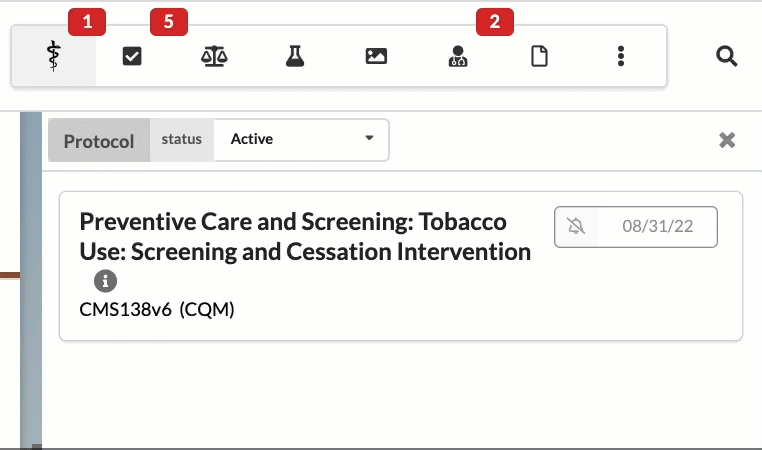 1 5 2
Protocol status Active
Preventive Care and Screening: Tobacco
Use: Screening and Cessation Intervention
08/31/22
CMS138v6 (CQM)